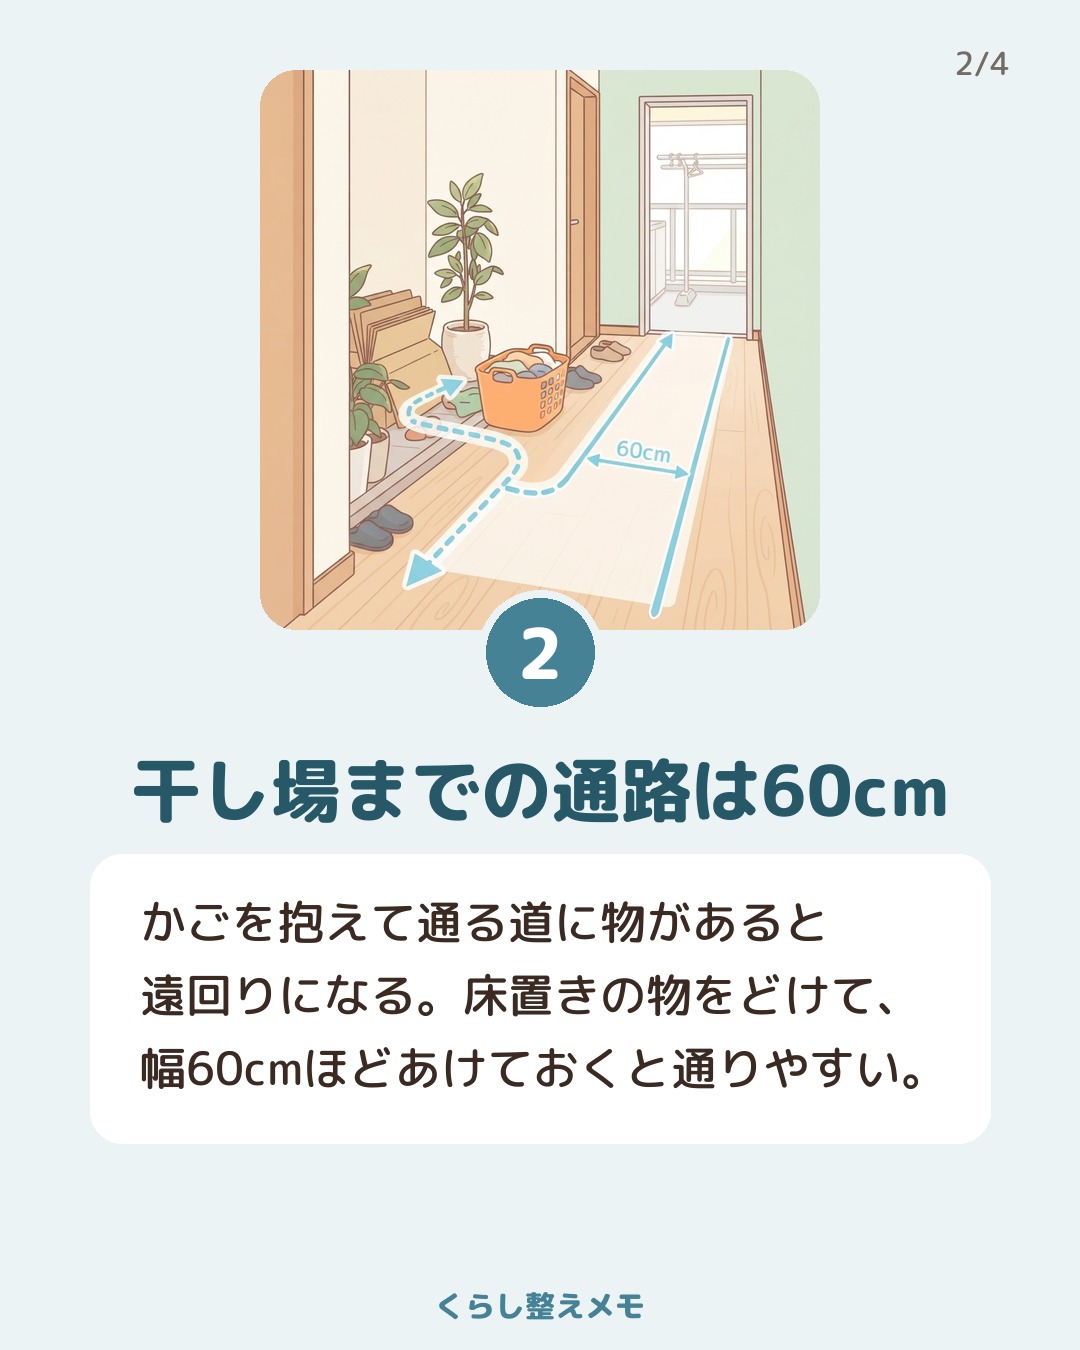 2/4
60cm
2
干し場までの通路は60cm
かごを抱えて通る道に物があると
遠回りになる。床置きの物をどけて、
幅60cmほどあけておくと通りやすい。
くらし整えメモ